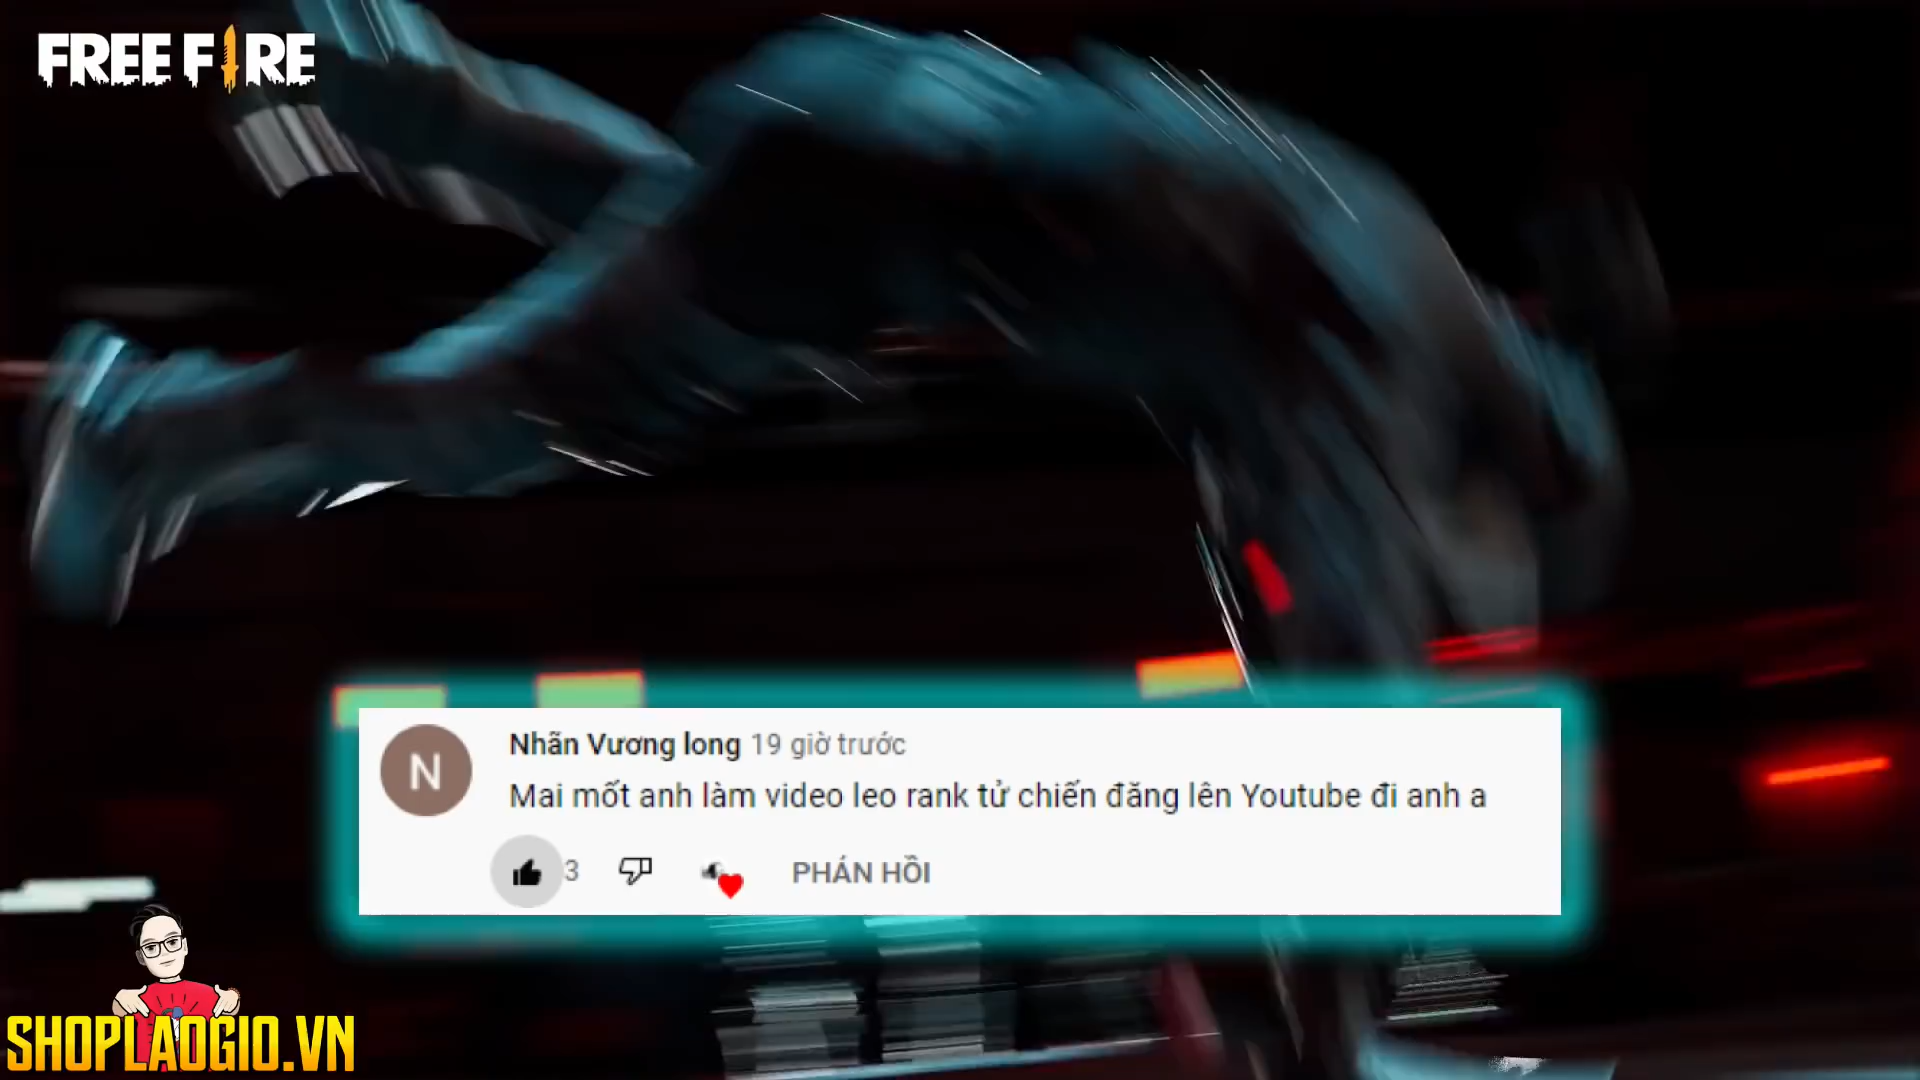 FREE FIRE
Nhãn Vương long 19 giờ trước
Mai mốt anh làm video leo rank tử chiến đăng lên Youtube đi anh a
3
PHẢN HỒI
SHOPLAOGIO.VN